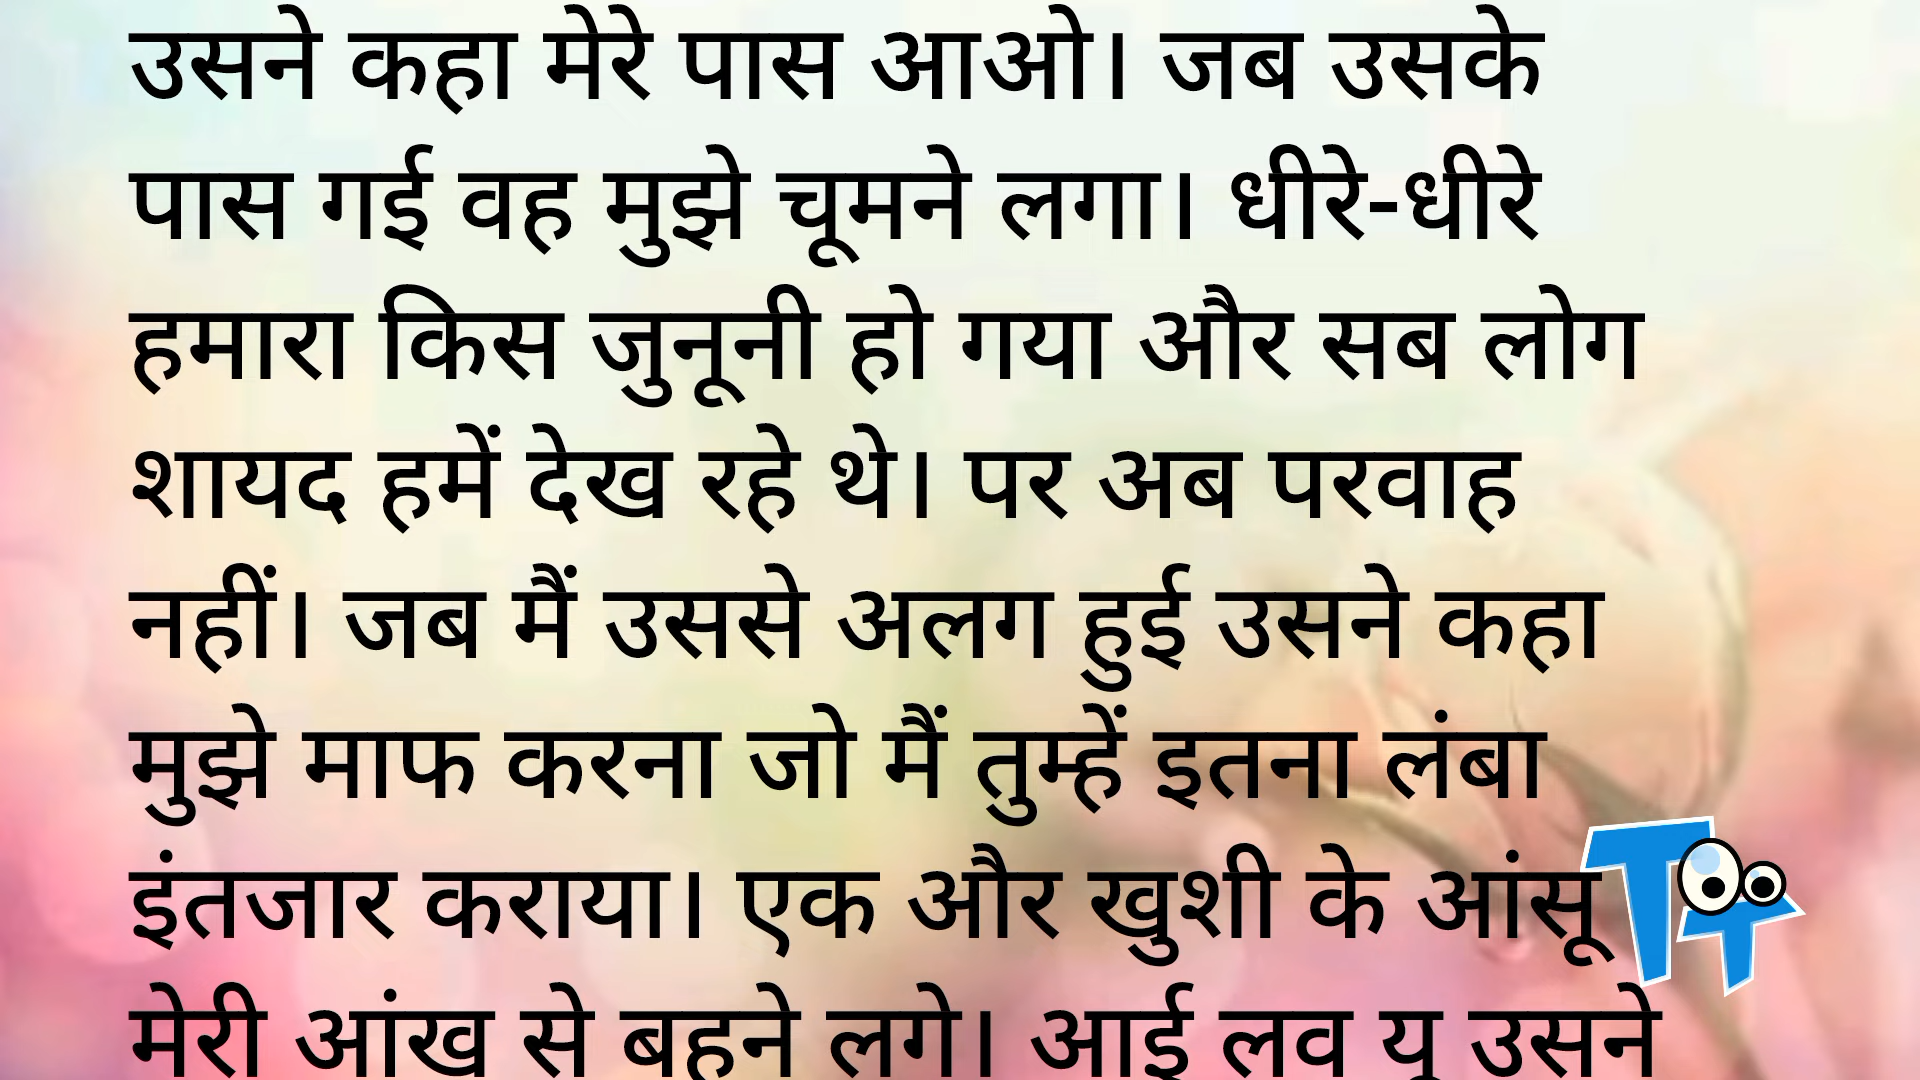 उसने कहा मेरे पास आओ। जब उसके
पास गई वह मुझे चूमने लगा। धीरे-धीरे
हमारा किस जुनूनी हो गया और सब लोग
शायद हमें देख रहे थे। पर अब परवाह
नहीं। जब मैं उससे अलग हुई उसने कहा
मुझे माफ करना जो मैं तुम्हें इतना लंबा
इंतजार कराया। एक और खुशी के आंसू
मेरी आंख से बहने लगे। आई लव यू उसने
TY